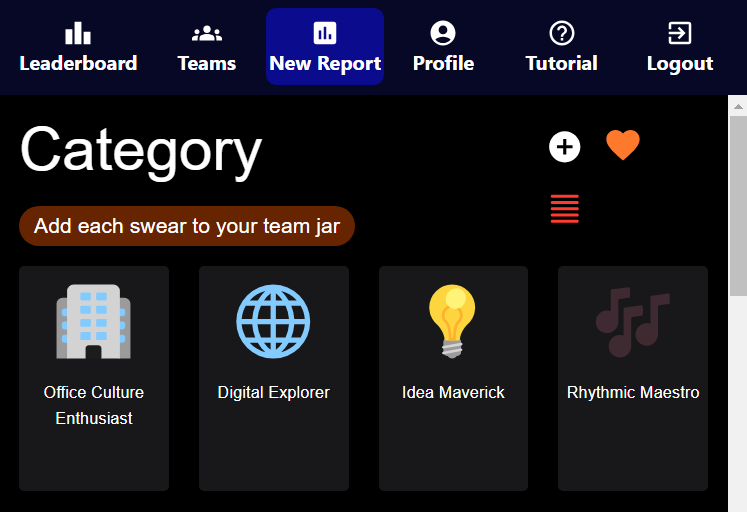 Leaderboard
Teams
New Report
Profile
Tutorial
Logout
Category
Add each swear to your team jar
Office Culture
Enthusiast
Digital Explorer
Idea Maverick
Rhythmic Maestro